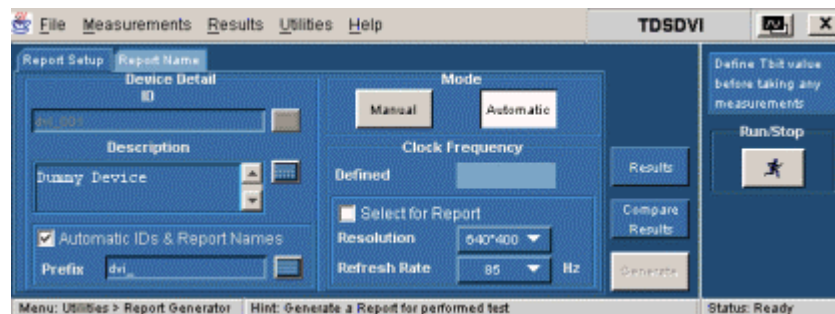 File Measurements Results Utilities Help TDSDVI X
Report Setup Report Name
Device Detail
ID
dvi_001
Description
Dummy Device
Automatic IDs & Report Names
Prefix dvi_
Mode
Manual Automatic
Clock Frequency
Defined
Select for Report
Resolution 640*400
Refresh Rate 85 Hz
Results
Compare
Results
Generate
Define Tbit value
before taking any
measurements
Run/Stop
Menu: Utilities > Report Generator Hint: Generate a Report for performed test Status: Ready